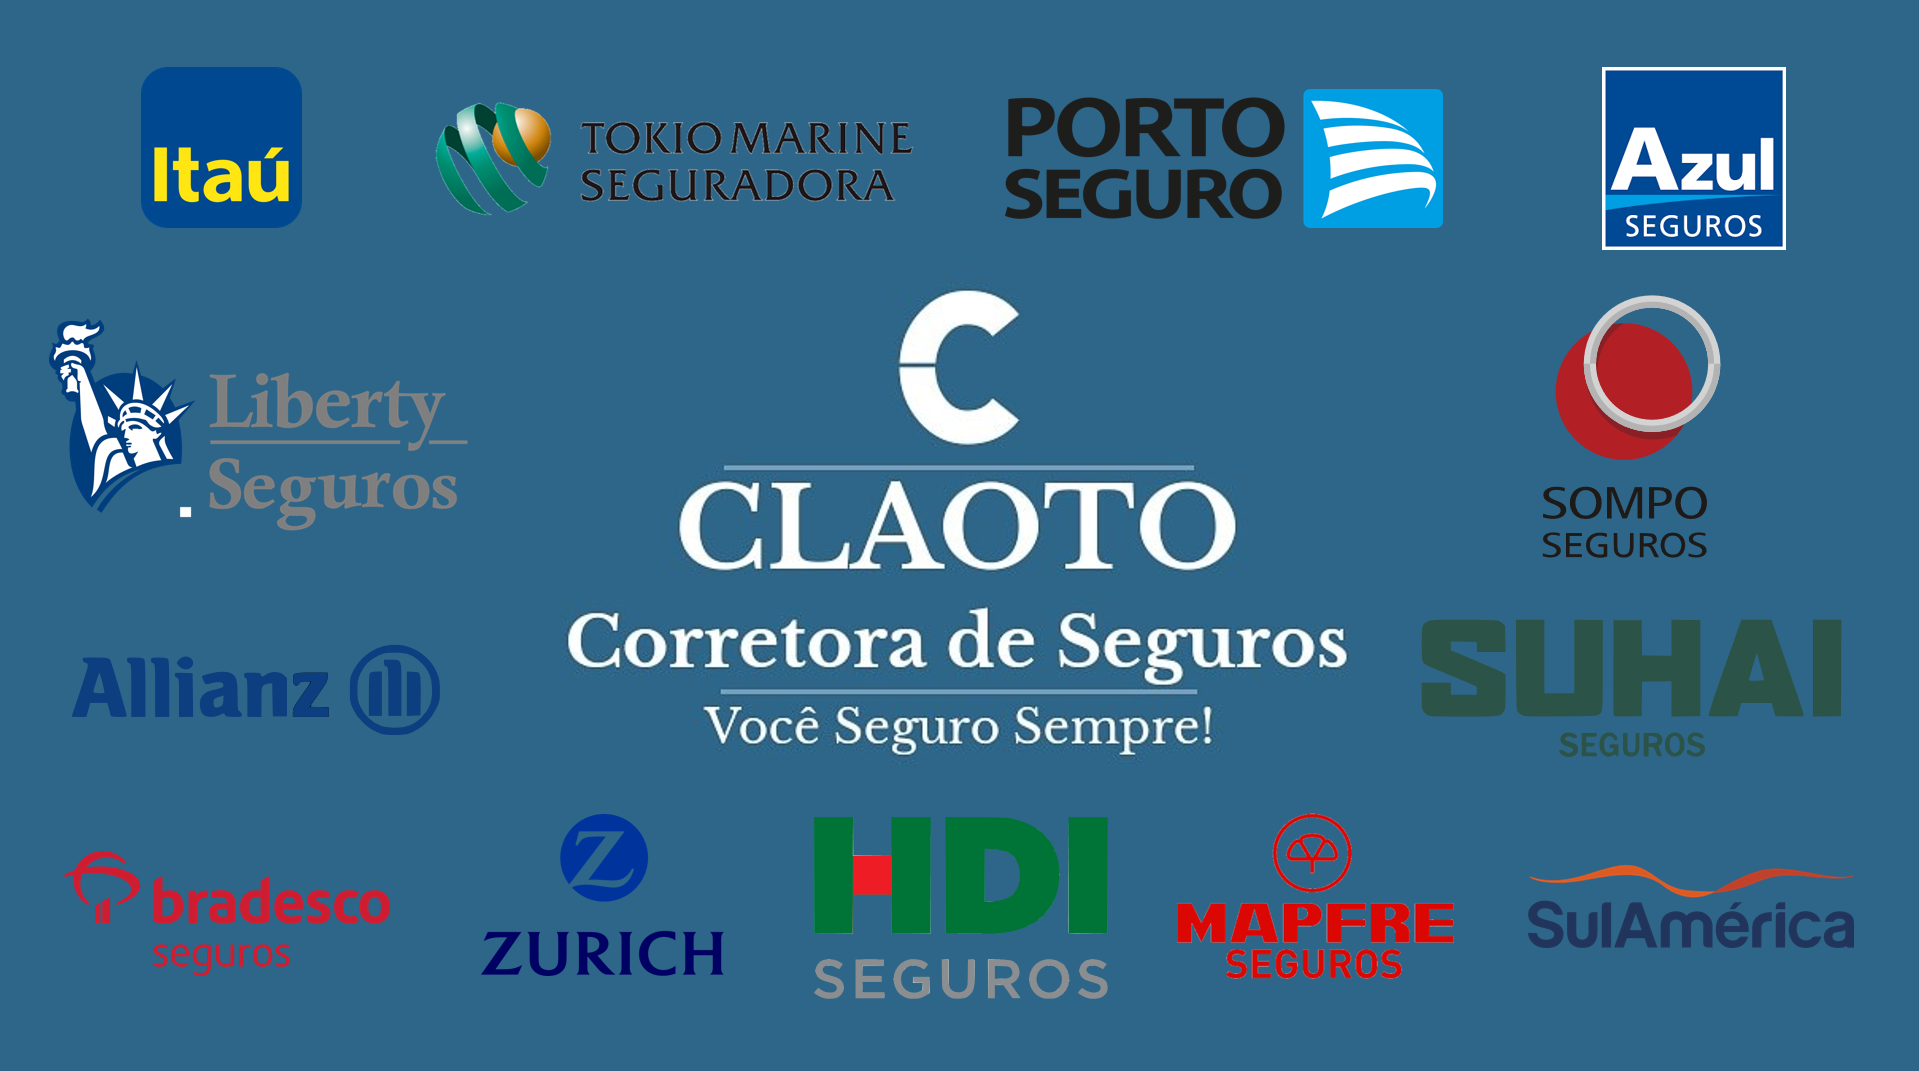 Itaú
TOKIO MARINE
SEGURADORA
PORTO
SEGURO
Azul
SEGUROS
Liberty
Seguros
C
CLAOTO
Corretora de Seguros
Você Seguro Sempre!
SOMPO
SEGUROS
Allianz
SUHAI
SEGUROS
bradesco
seguros
Z
ZURICH
HDI
SEGUROS
MAPFRE
SEGUROS
SulAmérica